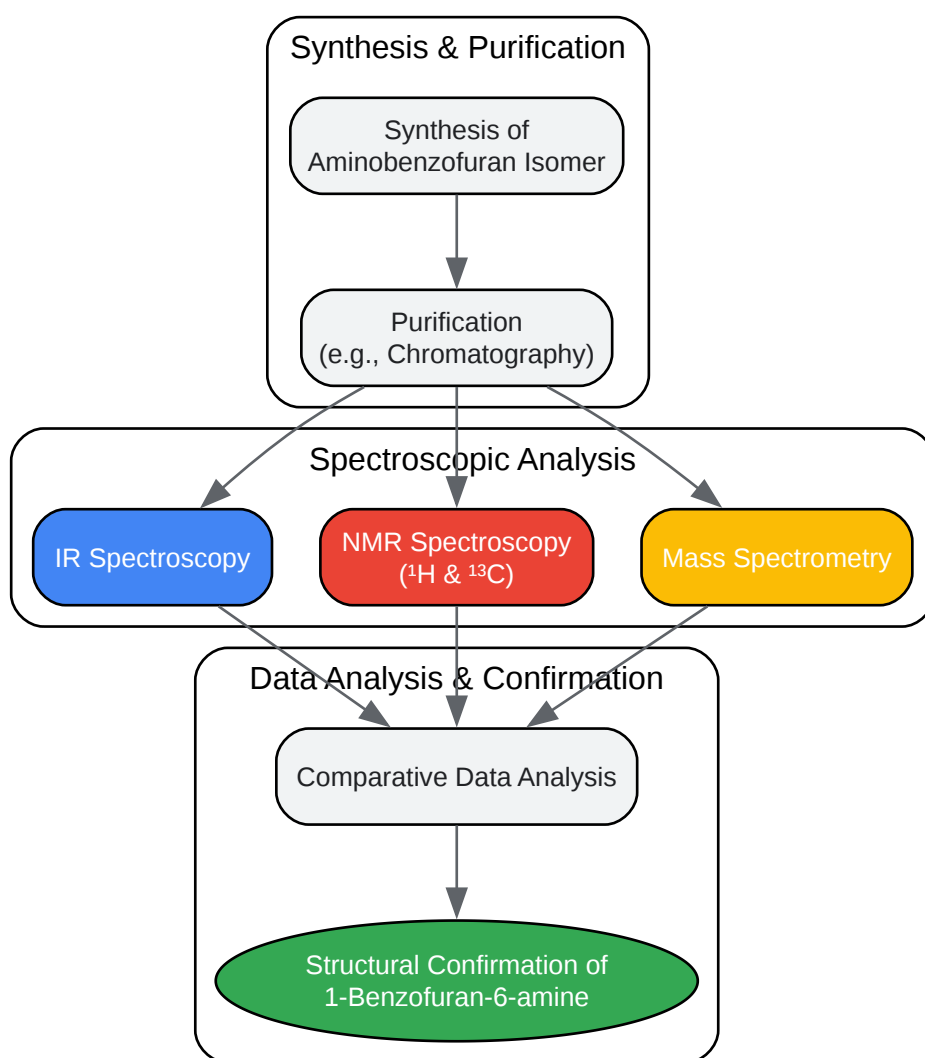 Synthesis & Purification
Synthesis of
Aminobenzofuran Isomer
Purification
(e.g., Chromatography)
Spectroscopic Analysis
IR Spectroscopy
NMR Spectroscopy
(¹H & ¹³C)
Mass Spectrometry
Data Analysis & Confirmation
Comparative Data Analysis
Structural Confirmation of
1-Benzofuran-6-amine